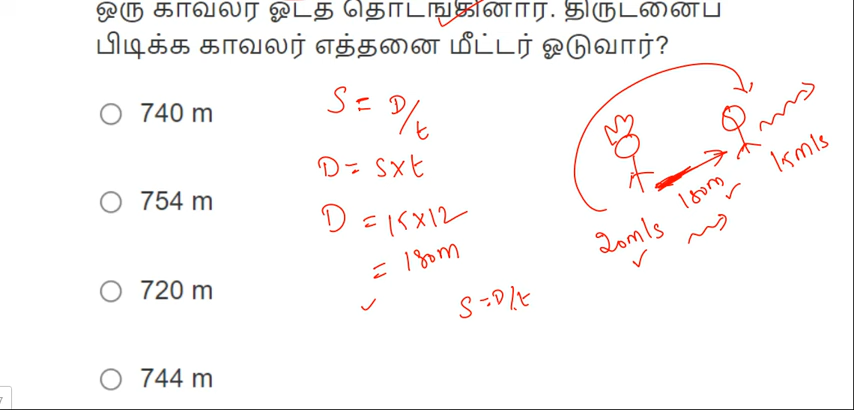 ஒரு காவலர் ஓடத் தொடங்கினார். திருடனைப்
பிடிக்க காவலர் எத்தனை மீட்டர் ஓடுவார்?
740 m
754 m
720 m
744 m
S = D/t
D = S×t
D = 15×12
= 180m
S = D/t
180m
15m/s
20m/s